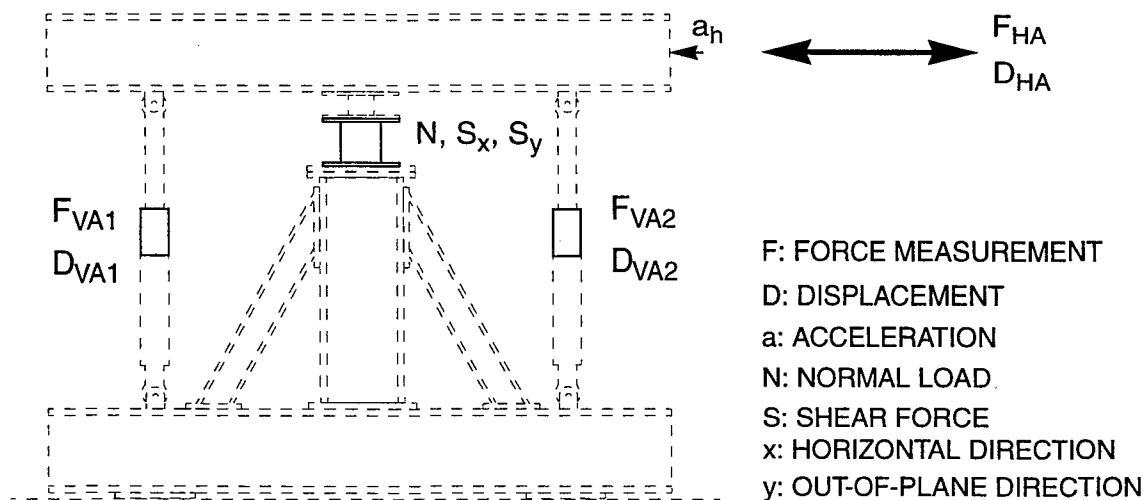 a_h
F_HA
D_HA
N, S_x, S_y
F_VA1
D_VA1
F_VA2
D_VA2
F: FORCE MEASUREMENT
D: DISPLACEMENT
a: ACCELERATION
N: NORMAL LOAD
S: SHEAR FORCE
x: HORIZONTAL DIRECTION
y: OUT-OF-PLANE DIRECTION